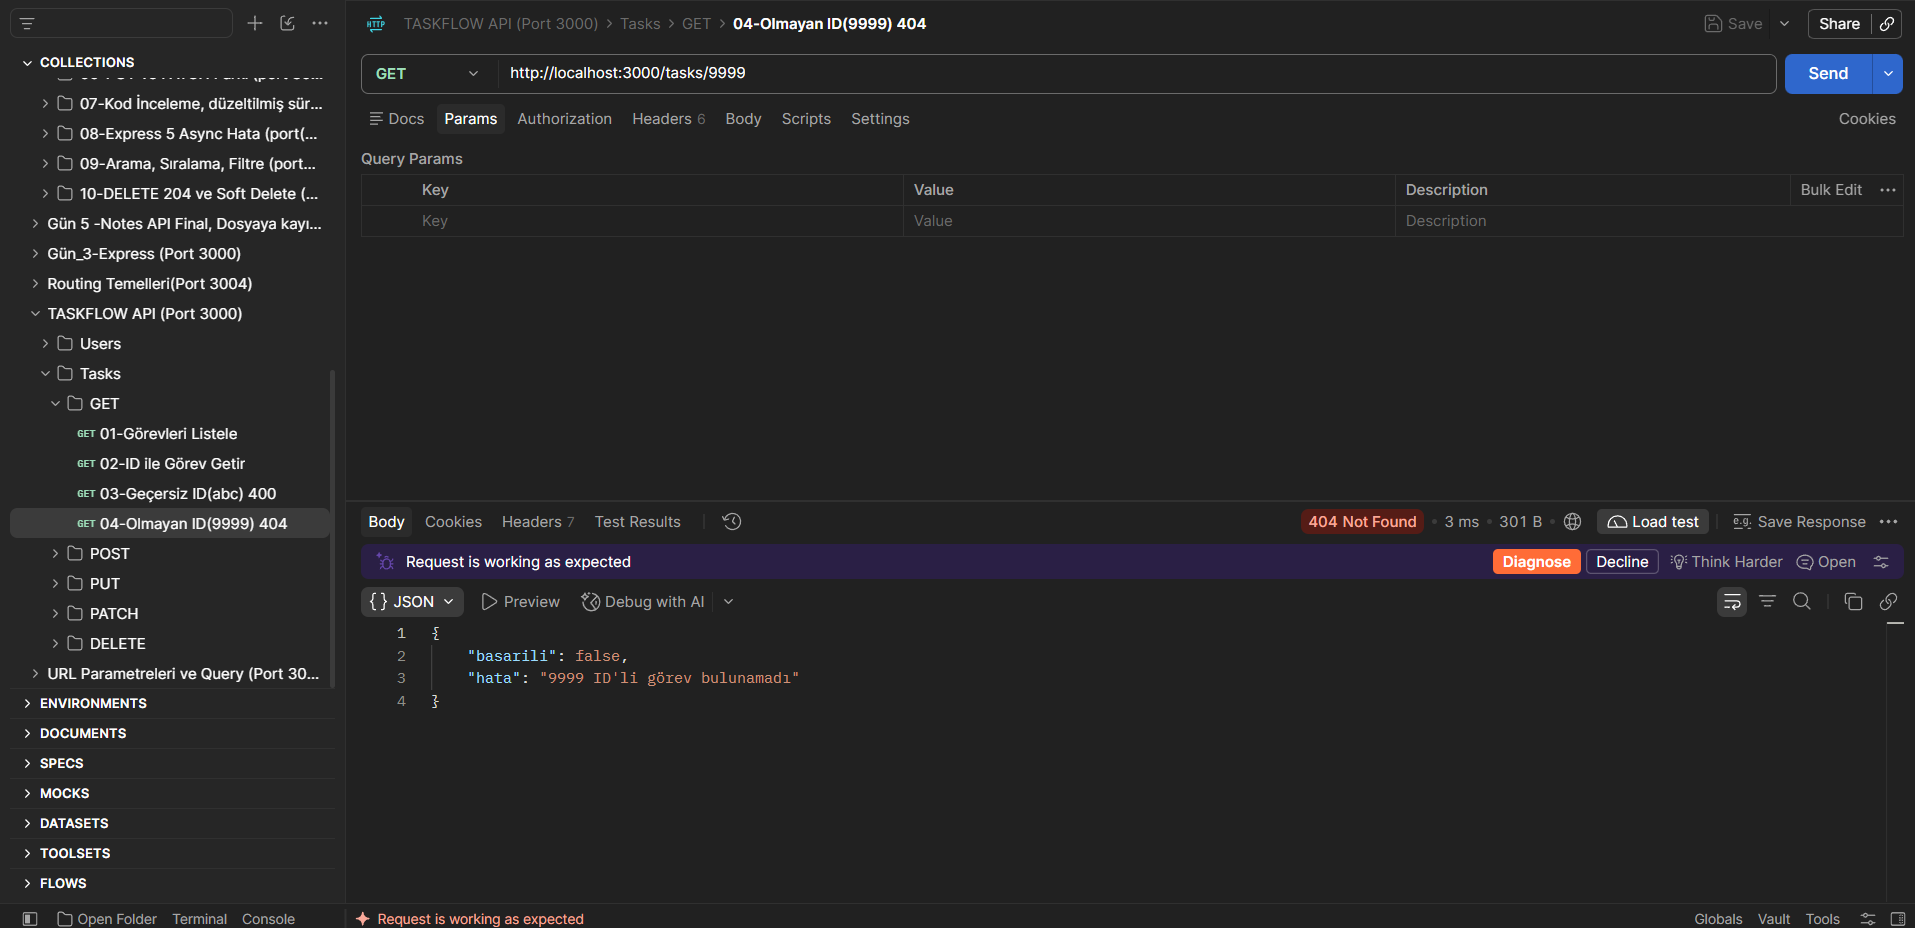 TASKFLOW API (Port 3000) > Tasks > GET > 04-Olmayan ID(9999) 404
Save
Share
COLLECTIONS
07-Kod İnceleme, düzeltilmiş sür...
08-Express 5 Async Hata (port(...
09-Arama, Sıralama, Filtre (port...
10-DELETE 204 ve Soft Delete (...
Gün 5 -Notes API Final, Dosyaya kayı...
Gün_3-Express (Port 3000)
Routing Temelleri(Port 3004)
TASKFLOW API (Port 3000)
Users
Tasks
GET
GET 01-Görevleri Listele
GET 02-ID ile Görev Getir
GET 03-Geçersiz ID(abc) 400
GET 04-Olmayan ID(9999) 404
POST
PUT
PATCH
DELETE
URL Parametreleri ve Query (Port 30...
ENVIRONMENTS
DOCUMENTS
SPECS
MOCKS
DATASETS
TOOLSETS
FLOWS
HTTP
GET http://localhost:3000/tasks/9999 Send
Docs Params Authorization Headers 6 Body Scripts Settings Cookies
Query Params
Key Value Description Bulk Edit
Key Value Description
Body Cookies Headers 7 Test Results 404 Not Found • 3 ms • 301 B • Load test e.g. Save Response
Request is working as expected Diagnose Decline Think Harder Open
{ } JSON Preview Debug with AI
1 {
2 "basarili": false,
3 "hata": "9999 ID'li görev bulunamadı"
4 }
Open Folder Terminal Console Request is working as expected Globals Vault Tools